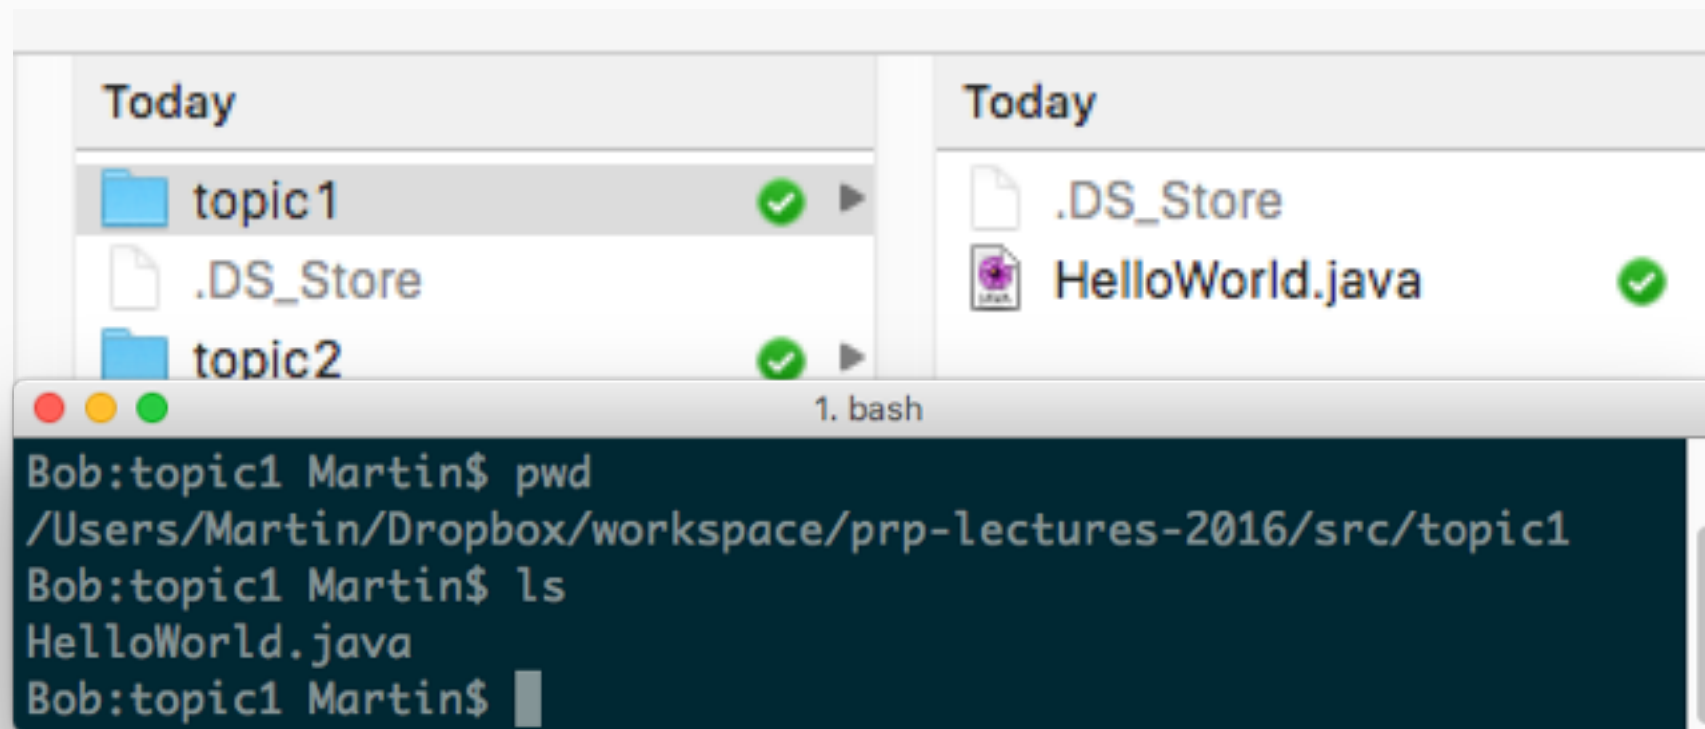 Today
topic1
.DS_Store
topic2
Today
.DS_Store
HelloWorld.java
1. bash
Bob:topic1 Martin$ pwd
/Users/Martin/Dropbox/workspace/prp-lectures-2016/src/topic1
Bob:topic1 Martin$ ls
HelloWorld.java
Bob:topic1 Martin$